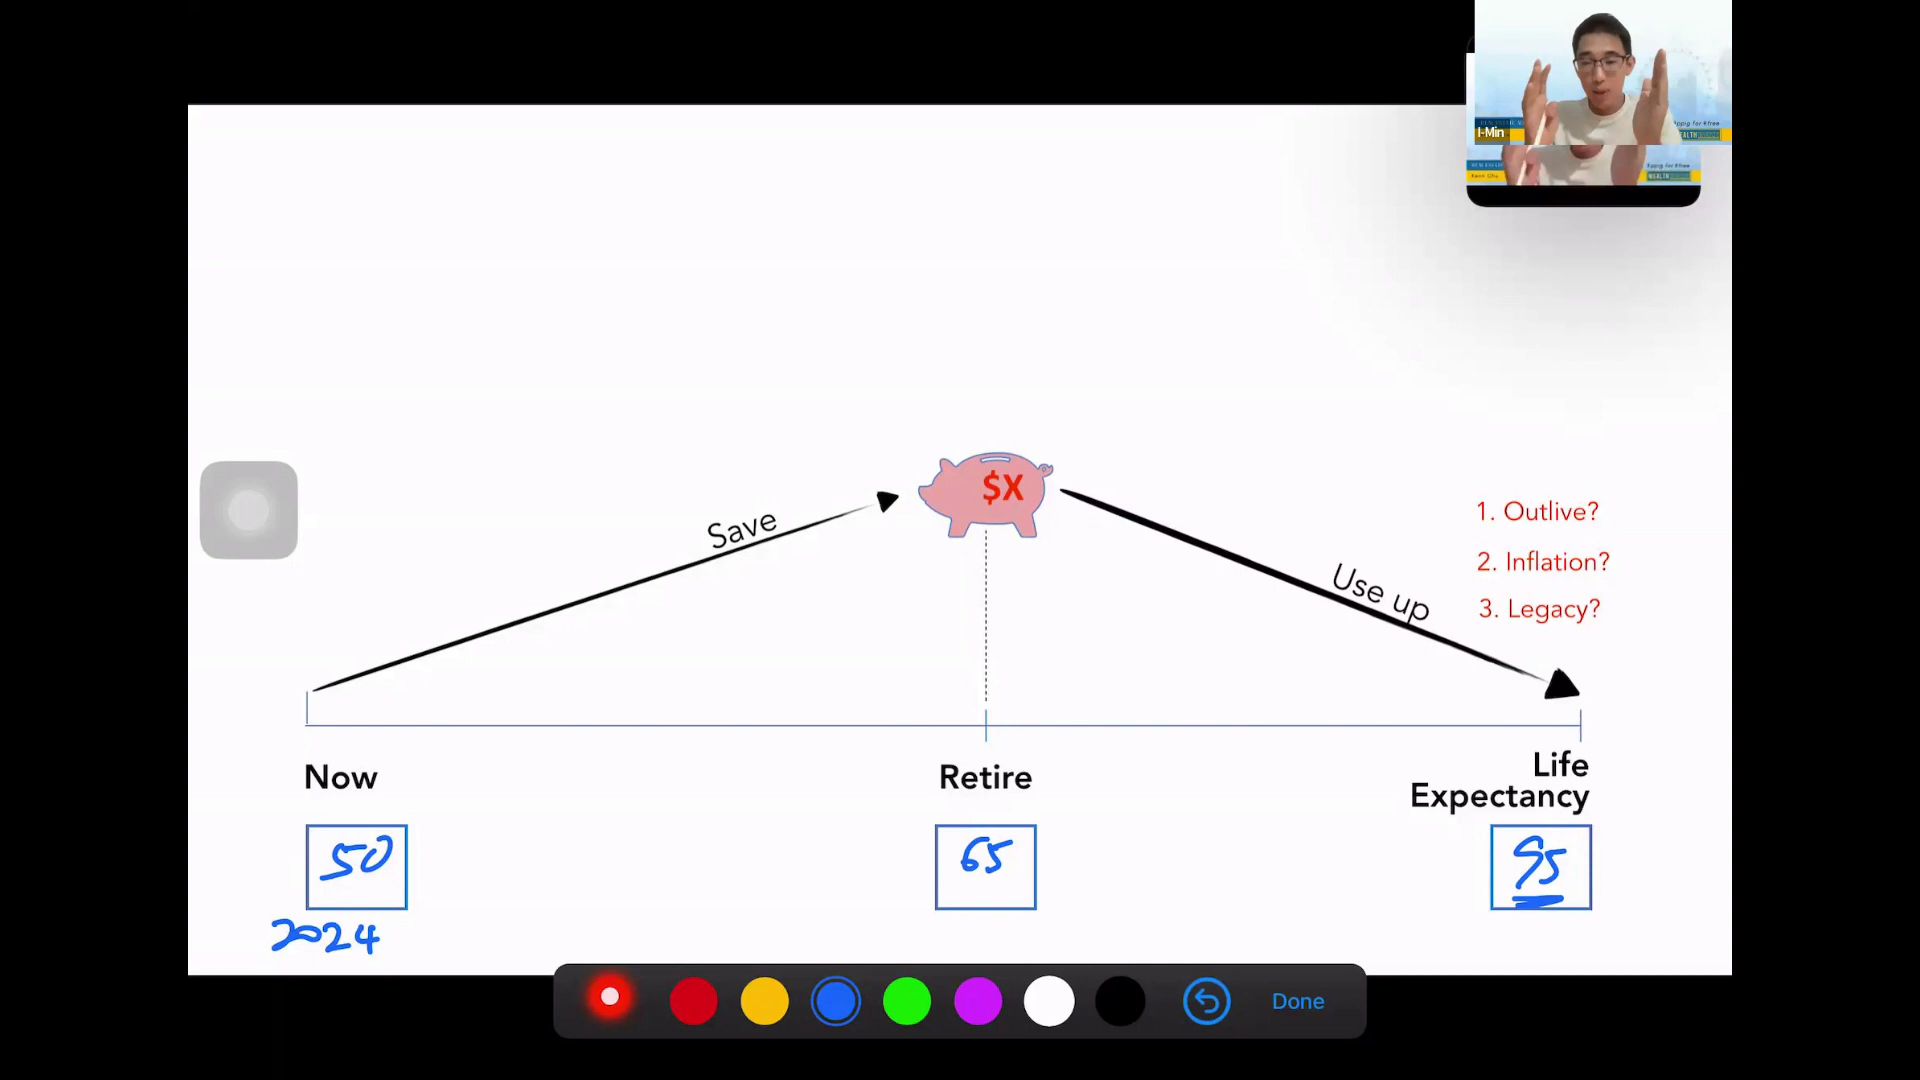 I-Min
$X
Save
Use up
1. Outlive?
2. Inflation?
3. Legacy?
Now
Retire
Life
Expectancy
50
65
95
2024
Done